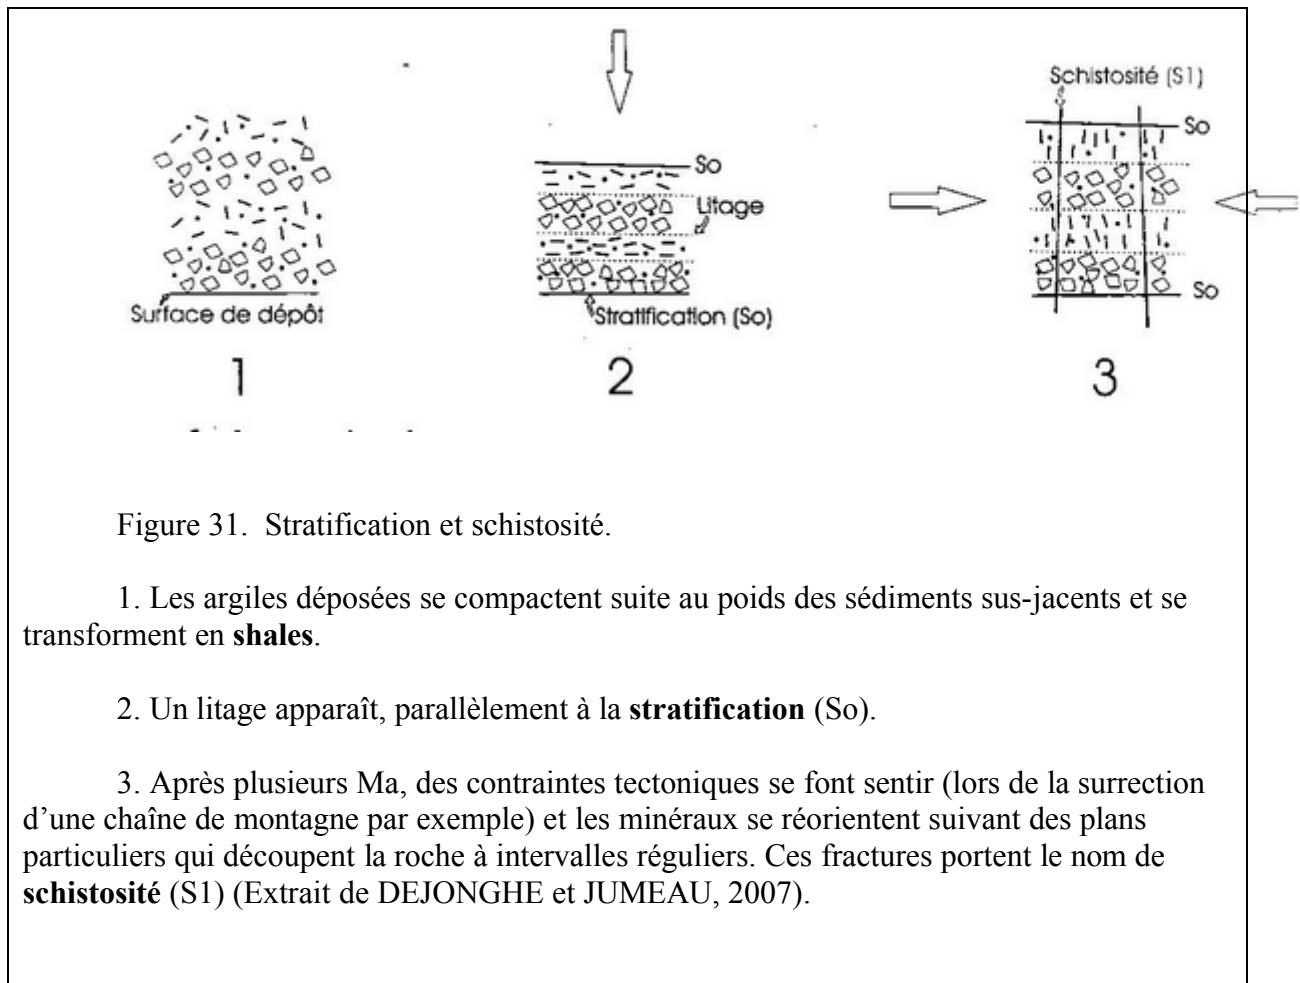 Schistosité (S1)
So
So
So
Litage
So
Surface de dépôt
Stratification (So)
1
2
3
Figure 31. Stratification et schistosité.
1. Les argiles déposées se compactent suite au poids des sédiments sus-jacents et se
transforment en shales.
2. Un litage apparaît, parallèlement à la stratification (So).
3. Après plusieurs Ma, des contraintes tectoniques se font sentir (lors de la surrection
d’une chaîne de montagne par exemple) et les minéraux se réorientent suivant des plans
particuliers qui découpent la roche à intervalles réguliers. Ces fractures portent le nom de
schistosité (S1) (Extrait de DEJONGHE et JUMEAU, 2007).